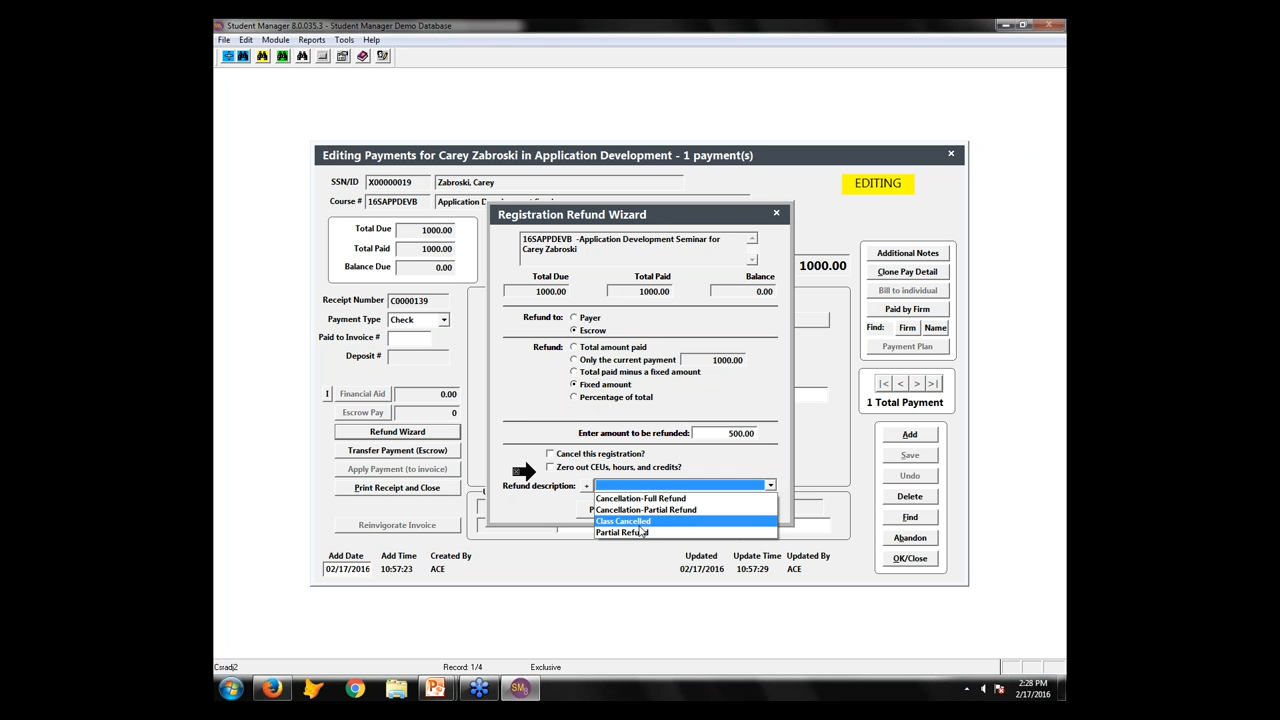 Student Manager 8.0.035.3 - Student Manager Demo Database
File Edit Module Reports Tools Help
Editing Payments for Carey Zabroski in Application Development - 1 payment(s)
SSN/ID X00000019 Zabroski, Carey
EDITING
Course # 16SAPPDEVB Application D
Total Due 1000.00
Total Paid 1000.00
Balance Due 0.00
Receipt Number C0000139
Payment Type Check
Paid to Invoice #
Deposit #
I Financial Aid 0.00
Escrow Pay 0
Refund Wizard
Transfer Payment (Escrow)
Apply Payment (to invoice)
Print Receipt and Close
Reinvigorate Invoice
Registration Refund Wizard
16SAPPDEVB -Application Development Seminar for
Carey Zabroski
Total Due Total Paid Balance
1000.00 1000.00 0.00
Refund to: Payer
Escrow
Refund: Total amount paid
Only the current payment 1000.00
Total paid minus a fixed amount
Fixed amount
Percentage of total
Enter amount to be refunded: 500.00
Cancel this registration?
Zero out CEUs, hours, and credits?
Refund description: +
Cancellation-Full Refund
Cancellation-Partial Refund
Class Cancelled
Partial Refund
1000.00
Additional Notes
Clone Pay Detail
Bill to individual
Paid by Firm
Find: Firm Name
Payment Plan
|< < > >|
1 Total Payment
Add
Save
Undo
Delete
Find
Abandon
OK/Close
Add Date Add Time Created By Updated Update Time Updated By
02/17/2016 10:57:23 ACE 02/17/2016 10:57:29 ACE
Csradj2 Record: 1/4 Exclusive
SM8
2:28 PM
2/17/2016